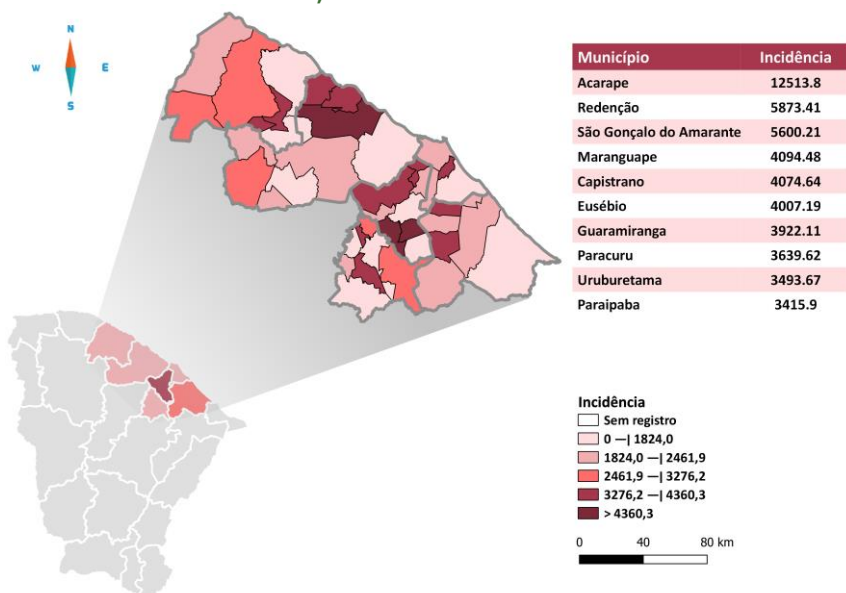 N
W E
S
Município Incidência
Acarape 12513.8
Redenção 5873.41
São Gonçalo do Amarante 5600.21
Maranguape 4094.48
Capistrano 4074.64
Eusébio 4007.19
Guaramiranga 3922.11
Paracuru 3639.62
Uruburetama 3493.67
Paraipaba 3415.9
Incidência
Sem registro
0 —| 1824,0
1824,0 —| 2461,9
2461,9 —| 3276,2
3276,2 —| 4360,3
> 4360,3
0 40 80 km